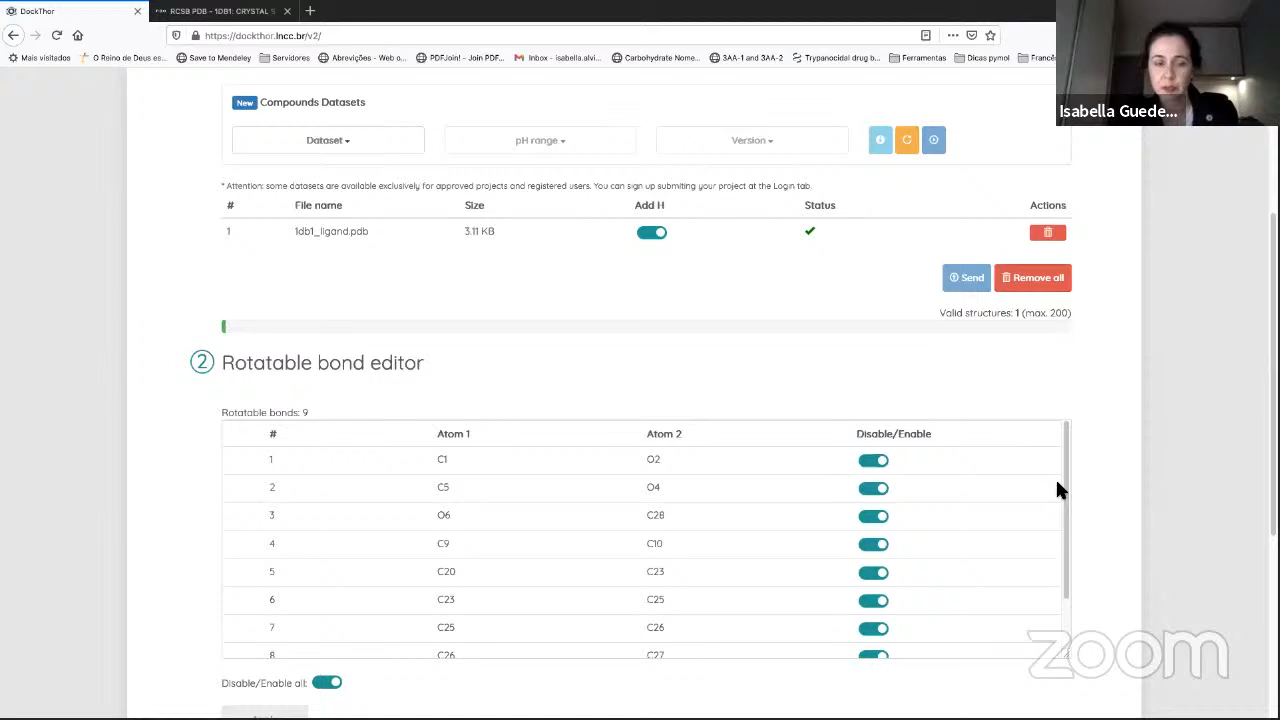 DockThor
RCSB PDB - 1DB1: CRYSTAL S
https://dockthor.lncc.br/v2/
Mais visitados
O Reino de Deus es...
Save to Mendeley
Servidores
Abrevições - Web o...
PDFJoin! - Join PDF...
Inbox - isabella.alvi...
Carbohydrate Nome...
3AA-1 and 3AA-2
Trypanocidal drug b...
Ferramentas
Dicas pymol
Francês
Isabella Guede...
New Compounds Datasets
Dataset
pH range
Version
* Attention: some datasets are available exclusively for approved projects and registered users. You can sign up submiting your project at the Login tab.
# File name Size Add H Status Actions
1 1db1_ligand.pdb 3.11 KB
Send Remove all
Valid structures: 1 (max. 200)
2 Rotatable bond editor
Rotatable bonds: 9
# Atom 1 Atom 2 Disable/Enable
1 C1 O2
2 C5 O4
3 O6 C28
4 C9 C10
5 C20 C23
6 C23 C25
7 C25 C26
8 C26 C27
zoom
Disable/Enable all: